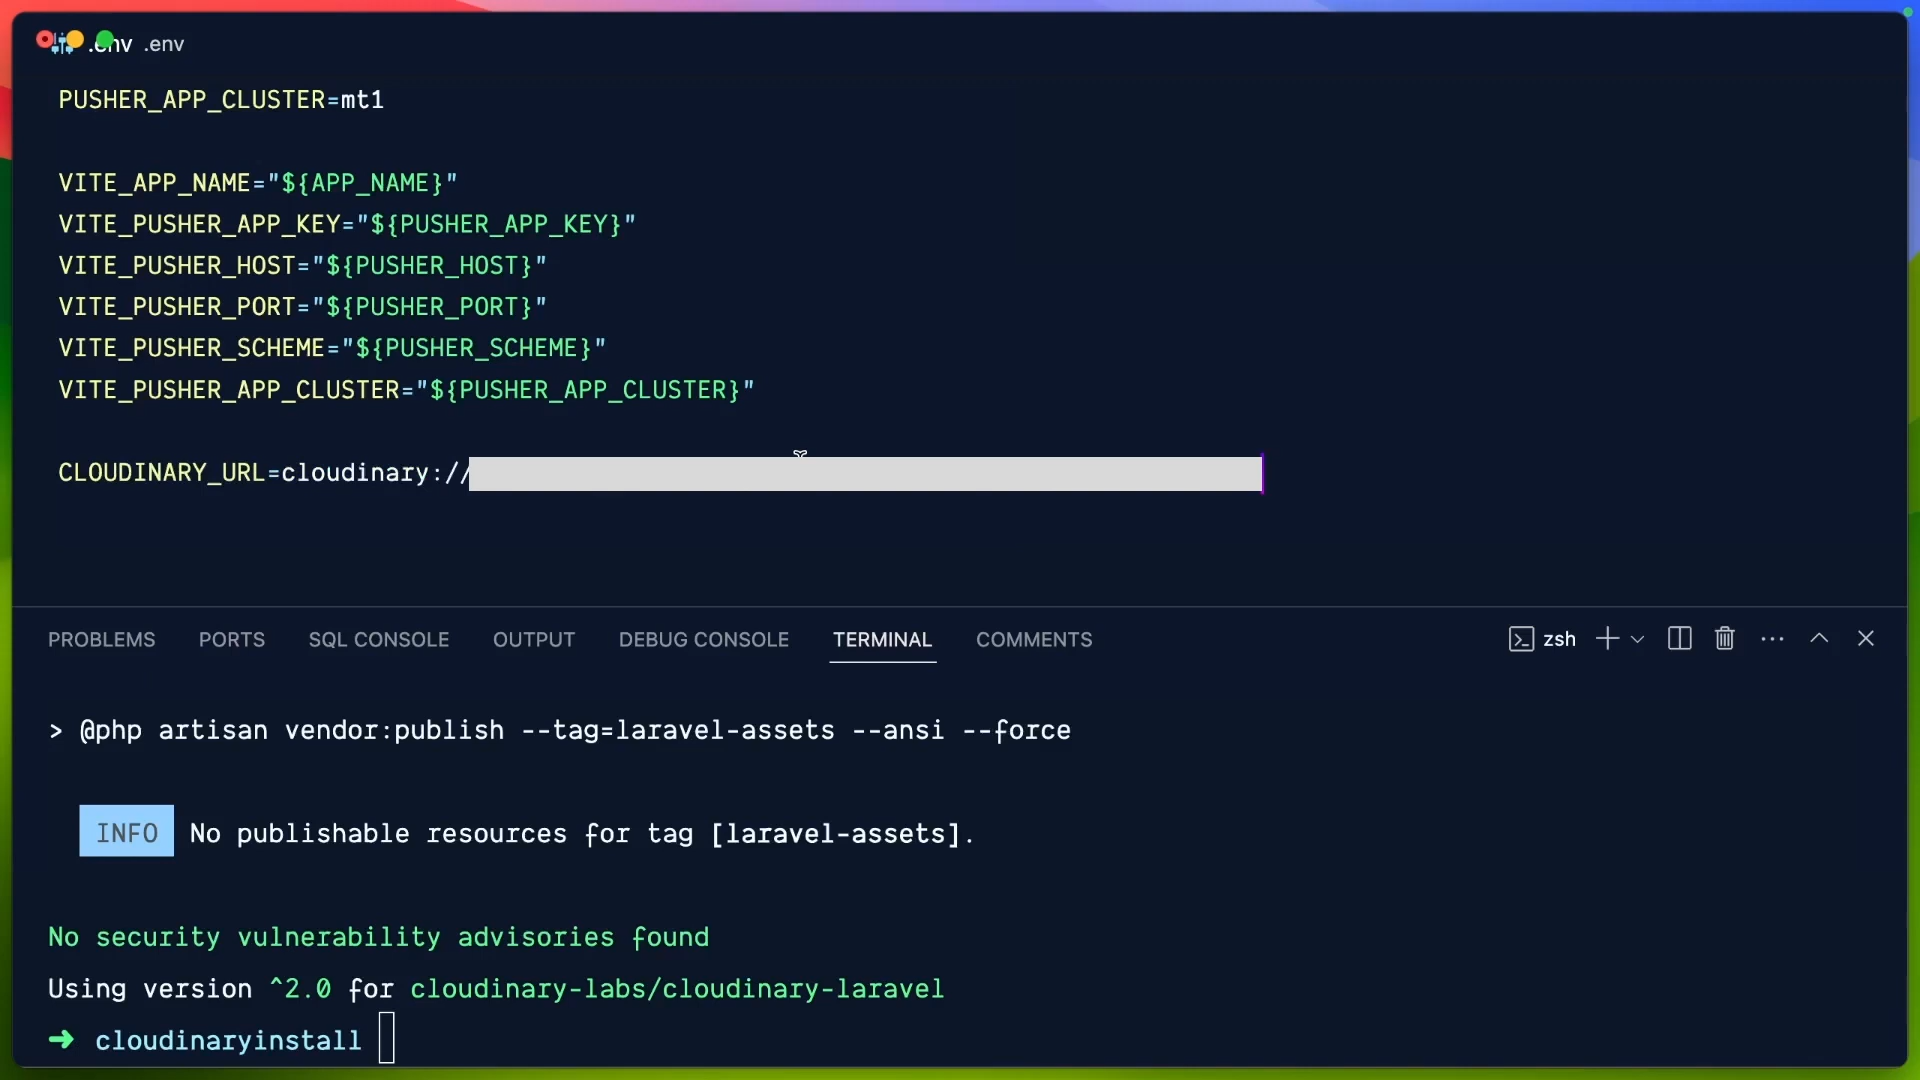 .env .env
PUSHER_APP_CLUSTER=mt1
VITE_APP_NAME="${APP_NAME}"
VITE_PUSHER_APP_KEY="${PUSHER_APP_KEY}"
VITE_PUSHER_HOST="${PUSHER_HOST}"
VITE_PUSHER_PORT="${PUSHER_PORT}"
VITE_PUSHER_SCHEME="${PUSHER_SCHEME}"
VITE_PUSHER_APP_CLUSTER="${PUSHER_APP_CLUSTER}"
CLOUDINARY_URL=cloudinary://
PROBLEMS PORTS SQL CONSOLE OUTPUT DEBUG CONSOLE TERMINAL COMMENTS zsh
> @php artisan vendor:publish --tag=laravel-assets --ansi --force
INFO No publishable resources for tag [laravel-assets].
No security vulnerability advisories found
Using version ^2.0 for cloudinary-labs/cloudinary-laravel
➜ cloudinaryinstall